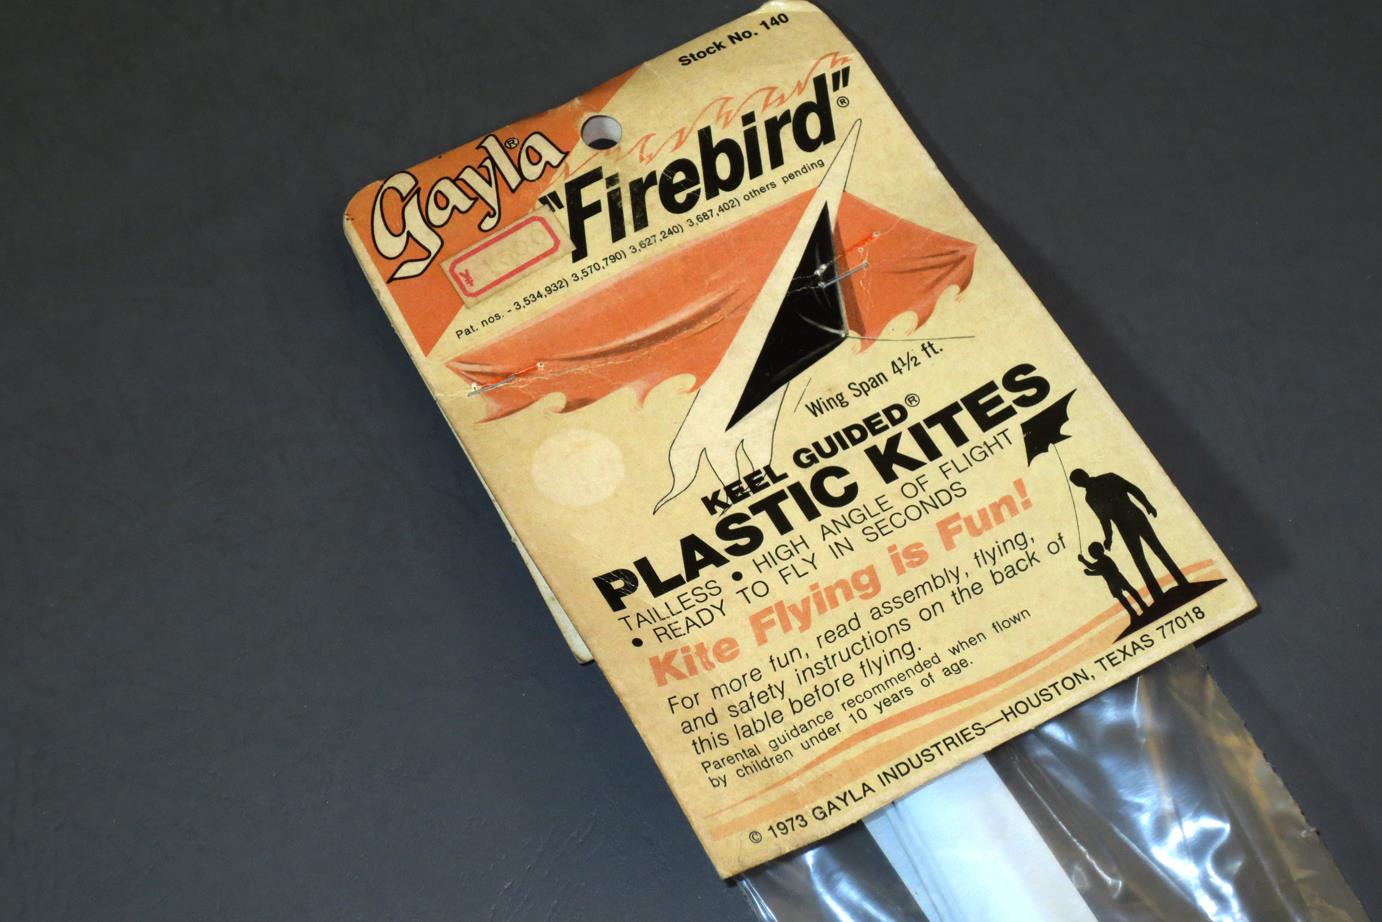 Stock No. 140
Gayla®
"Firebird"®
¥
Pat. nos. - 3,534,932) 3,570,790) 3,627,240) 3,687,402) others pending
Wing Span 4½ ft.
KEEL GUIDED®
PLASTIC KITES
TAILLESS • HIGH ANGLE OF FLIGHT
• READY TO FLY IN SECONDS
Kite Flying is Fun!
For more fun, read assembly, flying,
and safety instructions on the back of
this lable before flying.
Parental guidance recommended when flown
by children under 10 years of age.
© 1973 GAYLA INDUSTRIES—HOUSTON, TEXAS 77018